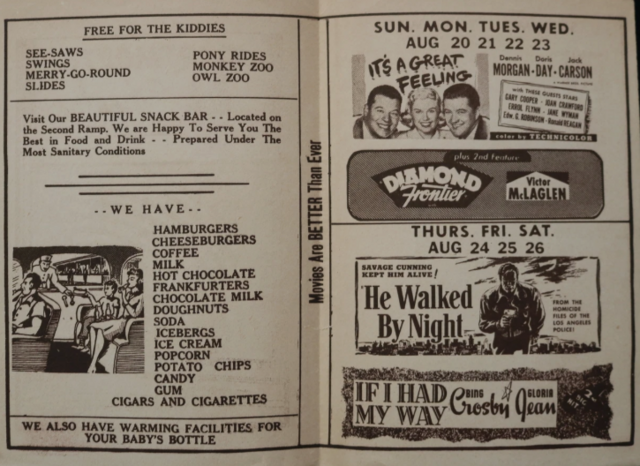 FREE FOR THE KIDDIES
SEE-SAWS
SWINGS
MERRY-GO-ROUND
SLIDES
PONY RIDES
MONKEY ZOO
OWL ZOO
Visit Our BEAUTIFUL SNACK BAR - - Located on
the Second Ramp. We are Happy To Serve You The
Best in Food and Drink - - Prepared Under The
Most Sanitary Conditions
- - WE HAVE - -
HAMBURGERS
CHEESEBURGERS
COFFEE
MILK
HOT CHOCOLATE
FRANKFURTERS
CHOCOLATE MILK
DOUGHNUTS
SODA
ICEBERGS
ICE CREAM
POPCORN
POTATO CHIPS
CANDY
GUM
CIGARS AND CIGARETTES
WE ALSO HAVE WARMING FACILITIES FOR
YOUR BABY'S BOTTLE
Movies Are BETTER Than Ever
SUN. MON. TUES. WED.
AUG 20 21 22 23
IT'S A GREAT
FEELING
Dennis Doris Jack
MORGAN-DAY-CARSON
WITH THESE GUESTS STARS
GARY COOPER - JOAN CRAWFORD
ERROL FLYNN - JANE WYMAN
Edw. G. ROBINSON - Ronald REAGAN
color by TECHNICOLOR
plus 2nd Feature
DIAMOND
Frontier
Victor
McLAGLEN
THURS. FRI. SAT.
AUG 24 25 26
SAVAGE CUNNING
KEPT HIM ALIVE!
'He Walked
By Night
FROM THE
HOMICIDE
FILES OF THE
LOS ANGELES
POLICE!
IF I HAD
MY WAY
BING
Crosby
GLORIA
Jean